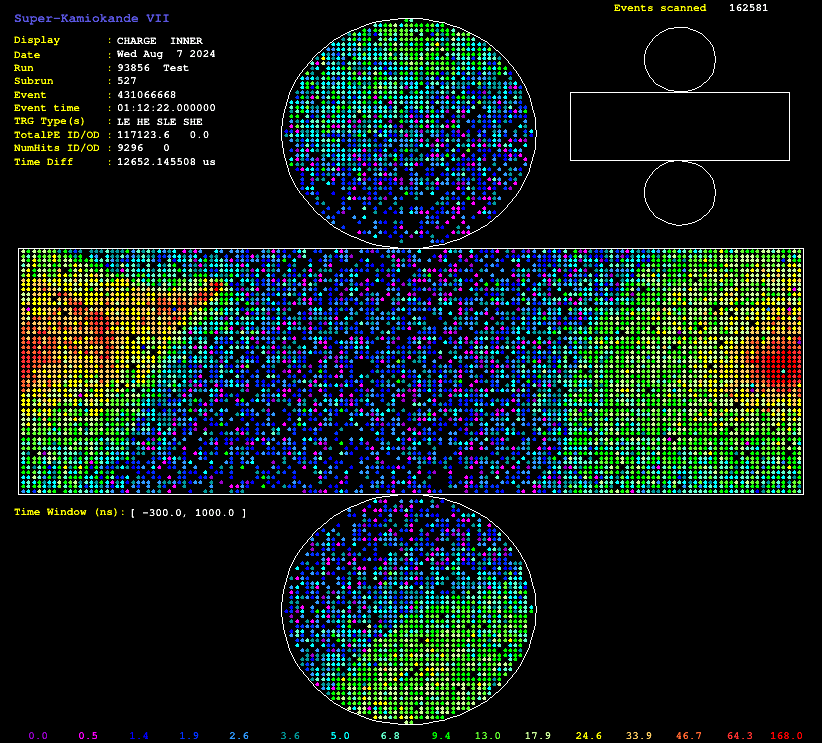 Events scanned 162581
Super-Kamiokande VII
Display : CHARGE INNER
Date : Wed Aug 7 2024
Run : 93856 Test
Subrun : 527
Event : 431066668
Event time : 01:12:22.000000
TRG Type(s) : LE HE SLE SHE
TotalPE ID/OD : 117123.6 0.0
NumHits ID/OD : 9296 0
Time Diff : 12652.145508 us
Time Window (ns): [ -300.0, 1000.0 ]
0.0 0.5 1.4 1.9 2.6 3.6 5.0 6.8 9.4 13.0 17.9 24.6 33.9 46.7 64.3 168.0